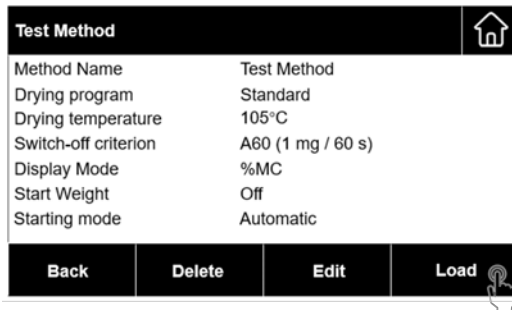 Test Method
Method Name Test Method
Drying program Standard
Drying temperature 105°C
Switch-off criterion A60 (1 mg / 60 s)
Display Mode %MC
Start Weight Off
Starting mode Automatic
Back Delete Edit Load